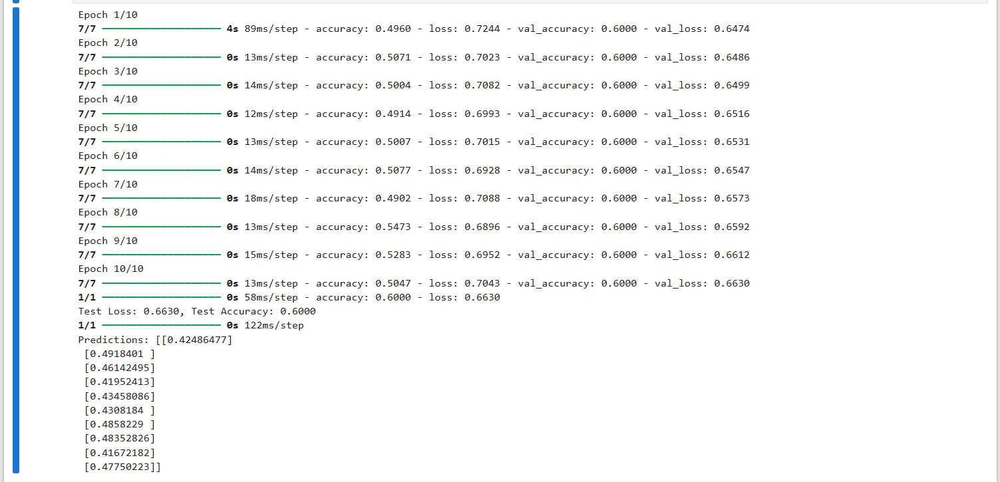 Epoch 1/10
7/7 ━━━━━━━━━━━━━━━━━━━━ 4s 89ms/step - accuracy: 0.4960 - loss: 0.7244 - val_accuracy: 0.6000 - val_loss: 0.6474
Epoch 2/10
7/7 ━━━━━━━━━━━━━━━━━━━━ 0s 13ms/step - accuracy: 0.5071 - loss: 0.7023 - val_accuracy: 0.6000 - val_loss: 0.6486
Epoch 3/10
7/7 ━━━━━━━━━━━━━━━━━━━━ 0s 14ms/step - accuracy: 0.5004 - loss: 0.7082 - val_accuracy: 0.6000 - val_loss: 0.6499
Epoch 4/10
7/7 ━━━━━━━━━━━━━━━━━━━━ 0s 12ms/step - accuracy: 0.4914 - loss: 0.6993 - val_accuracy: 0.6000 - val_loss: 0.6516
Epoch 5/10
7/7 ━━━━━━━━━━━━━━━━━━━━ 0s 13ms/step - accuracy: 0.5007 - loss: 0.7015 - val_accuracy: 0.6000 - val_loss: 0.6531
Epoch 6/10
7/7 ━━━━━━━━━━━━━━━━━━━━ 0s 14ms/step - accuracy: 0.5077 - loss: 0.6928 - val_accuracy: 0.6000 - val_loss: 0.6547
Epoch 7/10
7/7 ━━━━━━━━━━━━━━━━━━━━ 0s 18ms/step - accuracy: 0.4902 - loss: 0.7088 - val_accuracy: 0.6000 - val_loss: 0.6573
Epoch 8/10
7/7 ━━━━━━━━━━━━━━━━━━━━ 0s 13ms/step - accuracy: 0.5473 - loss: 0.6896 - val_accuracy: 0.6000 - val_loss: 0.6592
Epoch 9/10
7/7 ━━━━━━━━━━━━━━━━━━━━ 0s 15ms/step - accuracy: 0.5283 - loss: 0.6952 - val_accuracy: 0.6000 - val_loss: 0.6612
Epoch 10/10
7/7 ━━━━━━━━━━━━━━━━━━━━ 0s 13ms/step - accuracy: 0.5047 - loss: 0.7043 - val_accuracy: 0.6000 - val_loss: 0.6630
1/1 ━━━━━━━━━━━━━━━━━━━━ 0s 58ms/step - accuracy: 0.6000 - loss: 0.6630
Test Loss: 0.6630, Test Accuracy: 0.6000
1/1 ━━━━━━━━━━━━━━━━━━━━ 0s 122ms/step
Predictions: [[0.42486477]
 [0.4918401 ]
 [0.46142495]
 [0.41952413]
 [0.43458086]
 [0.4308184 ]
 [0.4858229 ]
 [0.48352826]
 [0.41672182]
 [0.47750223]]